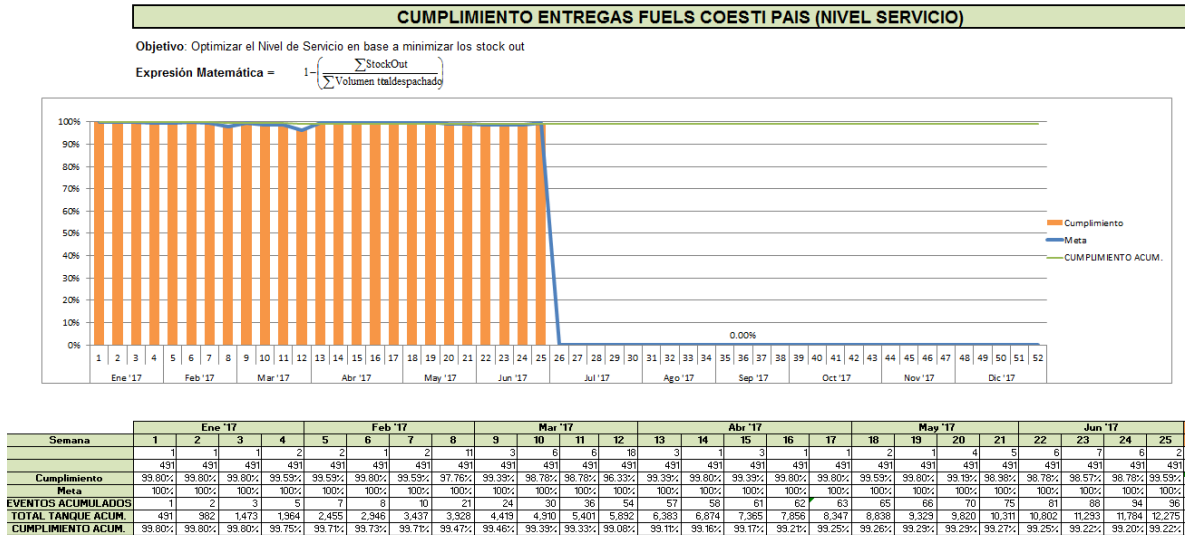 CUMPLIMIENTO ENTREGAS FUELS COESTI PAIS (NIVEL SERVICIO)
Objetivo: Optimizar el Nivel de Servicio en base a minimizar los stock out
Expresión Matemática = 1-(∑StockOut / ∑Volumen ttaldespachado)
100%
90%
80%
70%
60%
50%
40%
30%
20%
10%
0%
0.00%
1 2 3 4 5 6 7 8 9 10 11 12 13 14 15 16 17 18 19 20 21 22 23 24 25 26 27 28 29 30 31 32 33 34 35 36 37 38 39 40 41 42 43 44 45 46 47 48 49 50 51 52
Ene '17 Feb '17 Mar '17 Abr '17 May '17 Jun '17 Jul '17 Ago '17 Sep '17 Oct '17 Nov '17 Dic '17
Cumplimiento
Meta
CUMPLIMIENTO ACUM.
Ene '17 Feb '17 Mar '17 Abr '17 May '17 Jun '17
Semana 1 2 3 4 5 6 7 8 9 10 11 12 13 14 15 16 17 18 19 20 21 22 23 24 25
1 1 1 2 2 1 2 11 3 6 6 18 3 1 3 1 1 2 1 4 5 6 7 6 2
491 491 491 491 491 491 491 491 491 491 491 491 491 491 491 491 491 491 491 491 491 491 491 491 491
Cumplimiento 99.80% 99.80% 99.80% 99.59% 99.59% 99.80% 99.59% 97.76% 99.39% 98.78% 98.78% 96.33% 99.39% 99.80% 99.39% 99.80% 99.80% 99.59% 99.80% 99.19% 98.98% 98.78% 98.57% 98.78% 99.59%
Meta 100% 100% 100% 100% 100% 100% 100% 100% 100% 100% 100% 100% 100% 100% 100% 100% 100% 100% 100% 100% 100% 100% 100% 100% 100%
EVENTOS ACUMULADOS 1 2 3 5 7 8 10 21 24 30 36 54 57 58 61 62 63 65 66 70 75 81 88 94 96
TOTAL TANQUE ACUM. 491 982 1,473 1,964 2,455 2,946 3,437 3,928 4,419 4,910 5,401 5,892 6,383 6,874 7,365 7,856 8,347 8,838 9,329 9,820 10,311 10,802 11,293 11,784 12,275
CUMPLIMIENTO ACUM. 99.80% 99.80% 99.80% 99.75% 99.71% 99.73% 99.71% 99.47% 99.46% 99.39% 99.33% 99.08% 99.11% 99.16% 99.17% 99.21% 99.25% 99.26% 99.29% 99.29% 99.27% 99.25% 99.22% 99.20% 99.22%